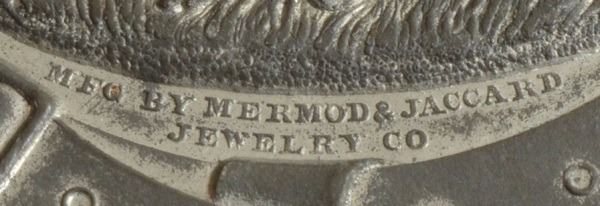 MFG BY MERMOD & JACCARD
JEWELRY CO